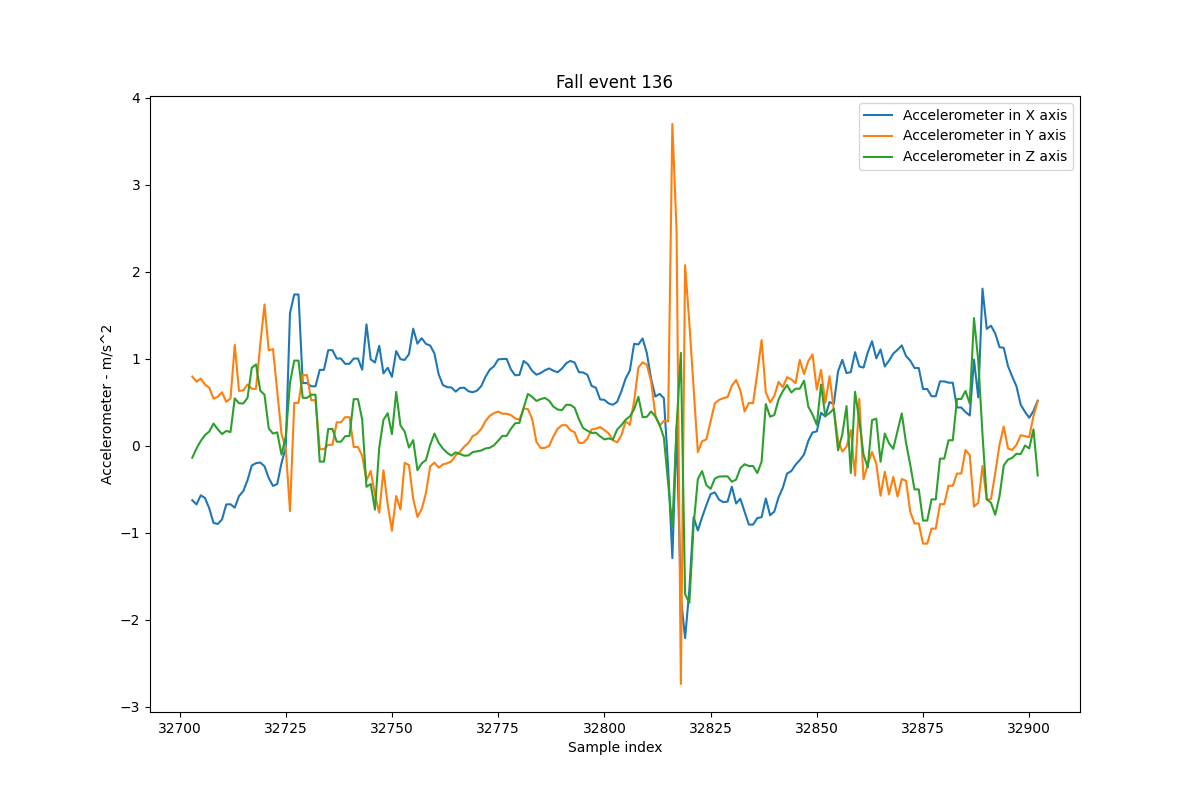 Fall event 136
Accelerometer in X axis
Accelerometer in Y axis
Accelerometer in Z axis
Accelerometer - m/s^2
4
3
2
1
0
−1
−2
−3
32700 32725 32750 32775 32800 32825 32850 32875 32900
Sample index